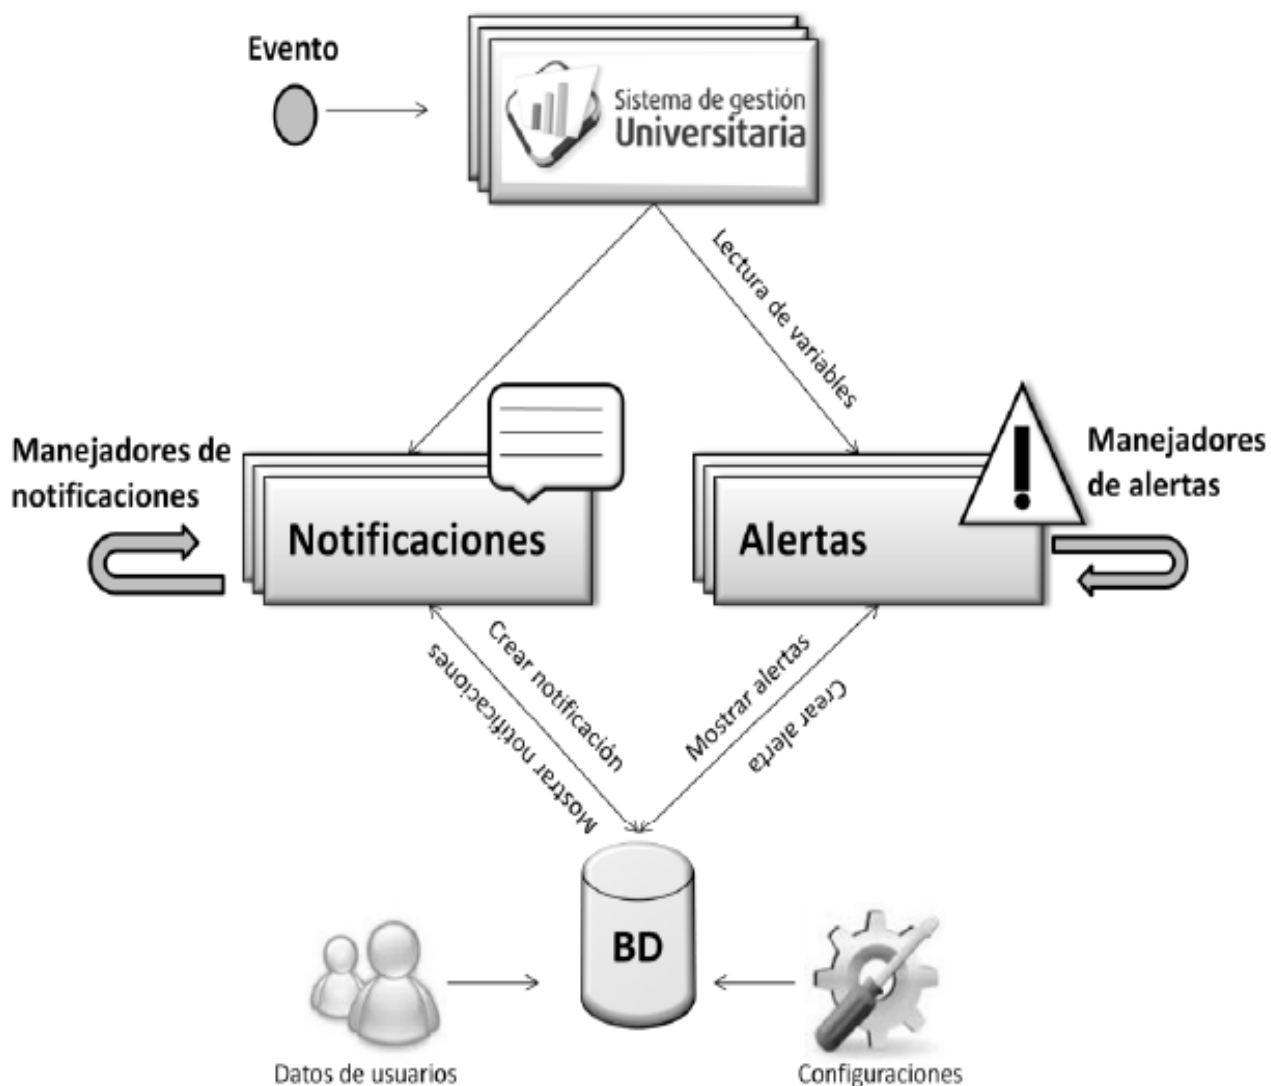 Evento
Sistema de gestión
Universitaria
Lectura de variables
Manejadores de
notificaciones
Manejadores
de alertas
Notificaciones
Alertas
Crear notificación
Mostrar notificaciones
Mostrar alertas
Crear alerta
BD
Datos de usuarios
Configuraciones